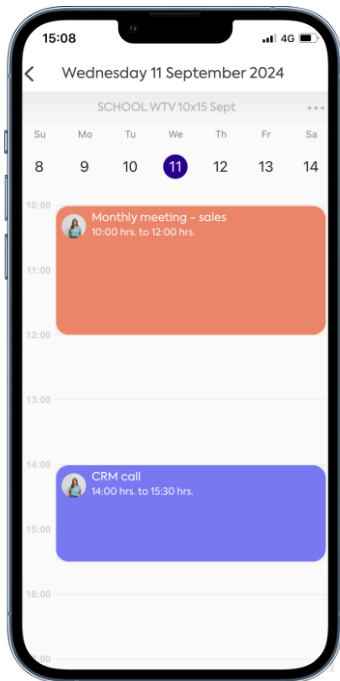 15:08 4G
Wednesday 11 September 2024
SCHOOL WTV 10x15 Sept
Su Mo Tu We Th Fr Sa
8 9 10 11 12 13 14
10:00
Monthly meeting - sales
10:00 hrs. to 12:00 hrs.
11:00
12:00
13:00
14:00
CRM call
14:00 hrs. to 15:30 hrs.
15:00
16:00